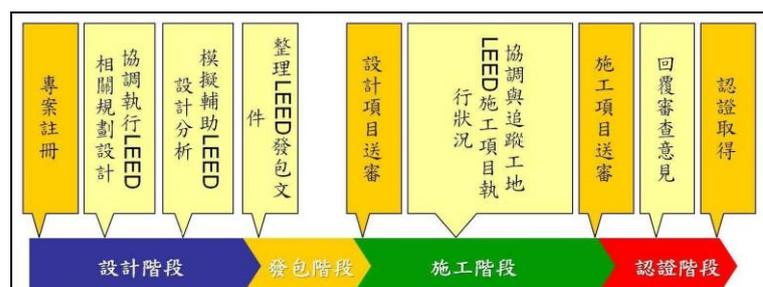 專案註冊
協調執行LEED
相關規劃設計
模擬輔助LEED
設計分析
整理LEED發包文
件
設計項目送審
協調與追蹤工地
LEED施工項目執
行狀況
施工項目送審
回覆審查意見
認證取得
設計階段
發包階段
施工階段
認證階段